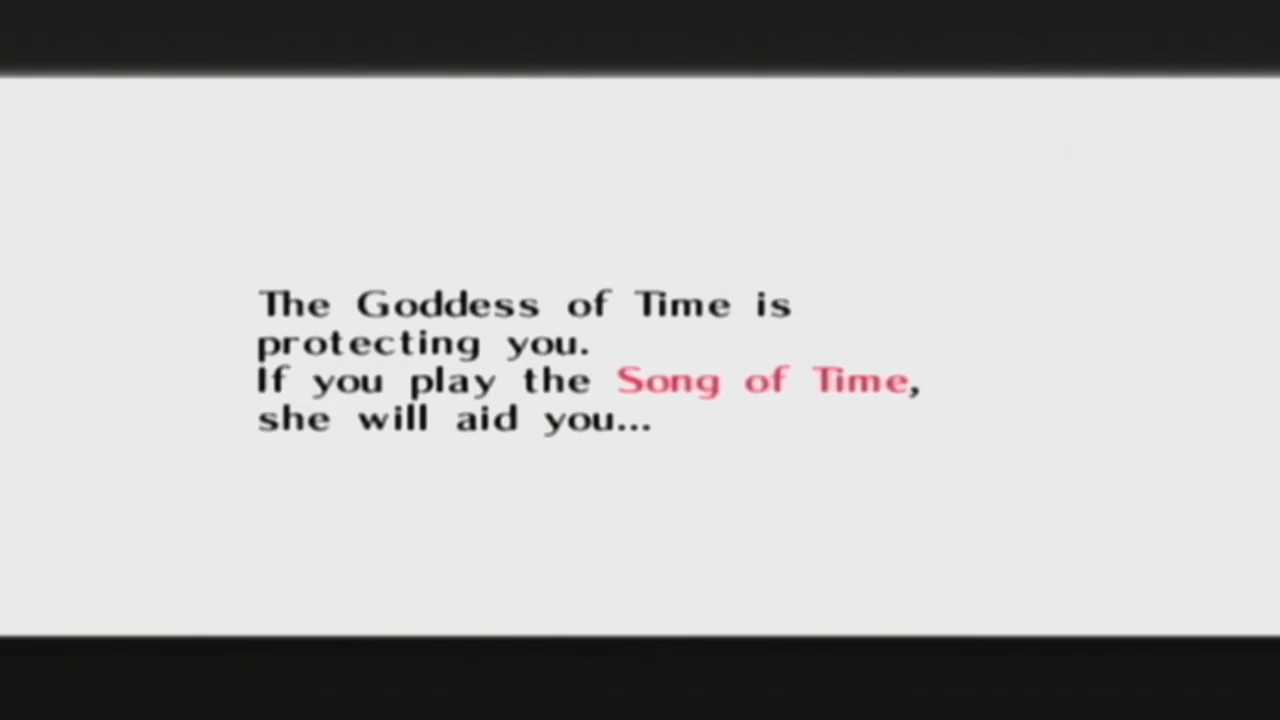 The Goddess of Time is
protecting you.
If you play the Song of Time,
she will aid you...